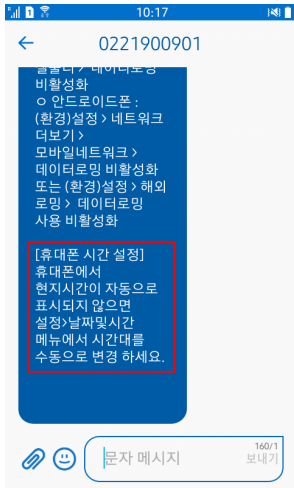 10:17
0221900901
비활성화
ㅇ 안드로이드폰 :
(환경)설정 > 네트워크
더보기 >
모바일네트워크 >
데이터로밍 비활성화
또는 (환경)설정 > 해외
로밍 > 데이터로밍
사용 비활성화
[휴대폰 시간 설정]
휴대폰에서
현지시간이 자동으로
표시되지 않으면
설정>날짜및시간
메뉴에서 시간대를
수동으로 변경 하세요.
문자 메시지
160/1
보내기